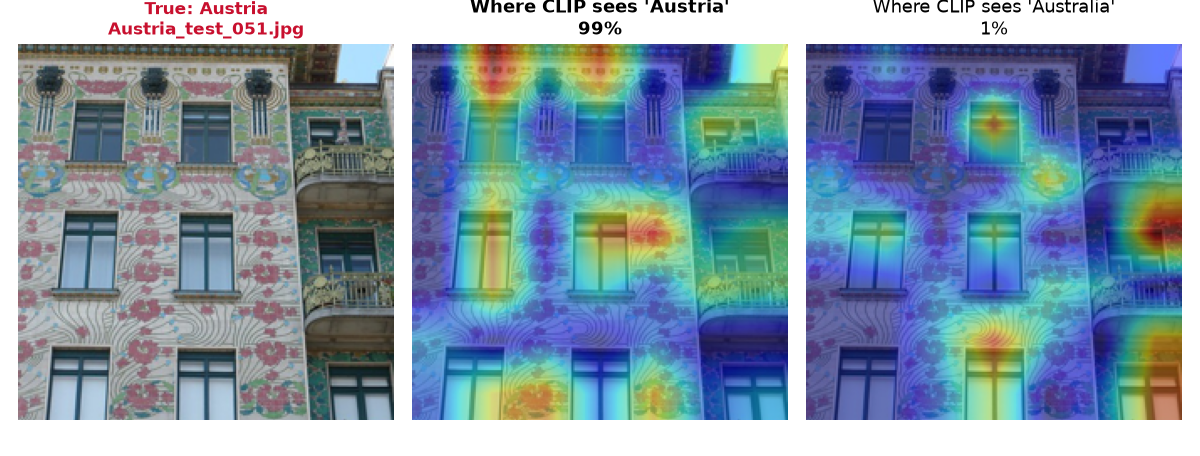 True: Austria
Austria_test_051.jpg
Where CLIP sees 'Austria'
99%
Where CLIP sees 'Australia'
1%